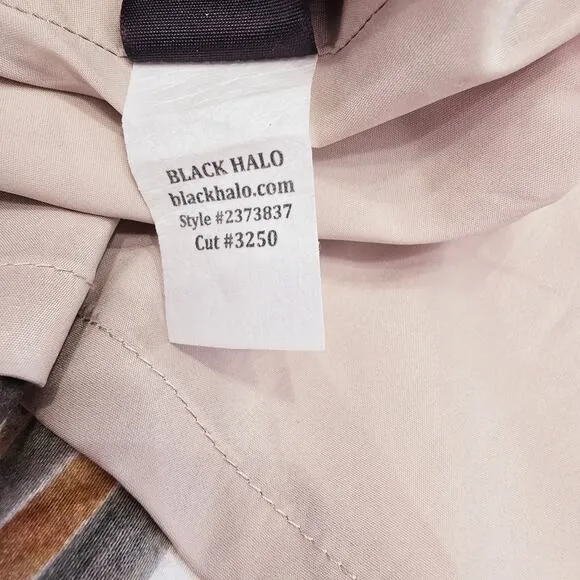 BLACK HALO
blackhalo.com
Style #2373837
Cut #3250